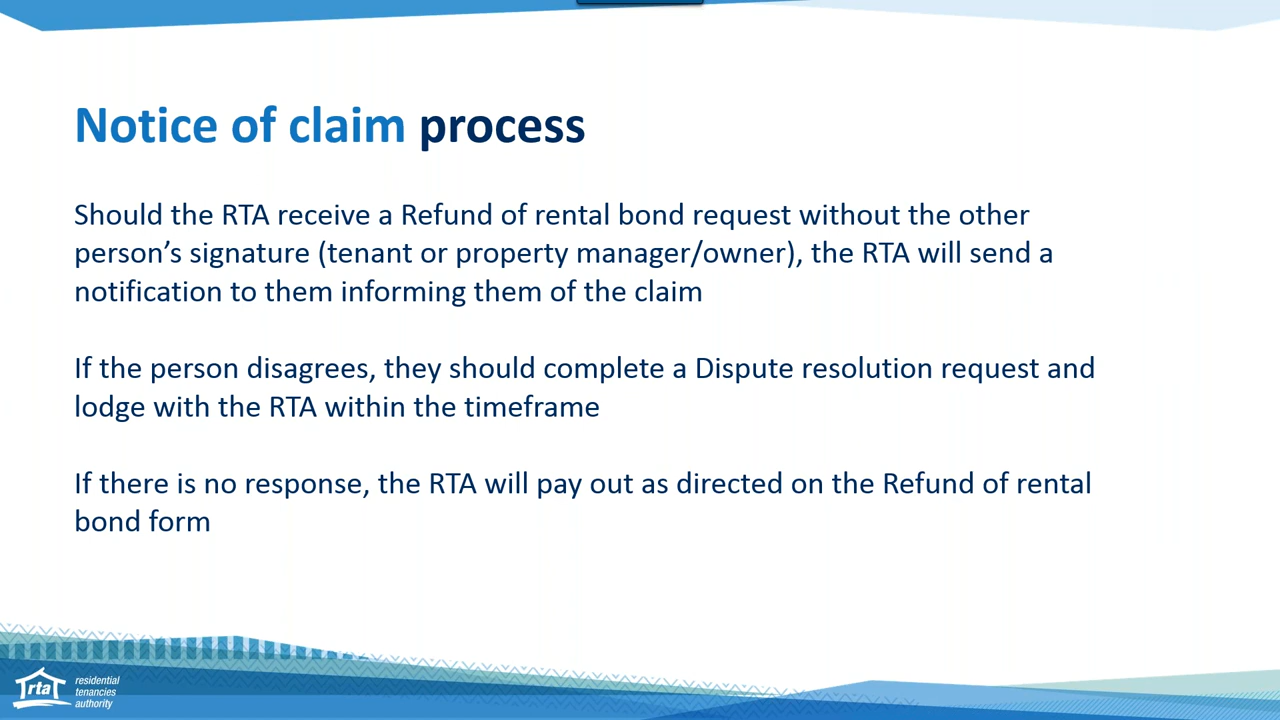 Notice of claim process
Should the RTA receive a Refund of rental bond request without the other
person’s signature (tenant or property manager/owner), the RTA will send a
notification to them informing them of the claim
If the person disagrees, they should complete a Dispute resolution request and
lodge with the RTA within the timeframe
If there is no response, the RTA will pay out as directed on the Refund of rental
bond form
rta
residential
tenancies
authority